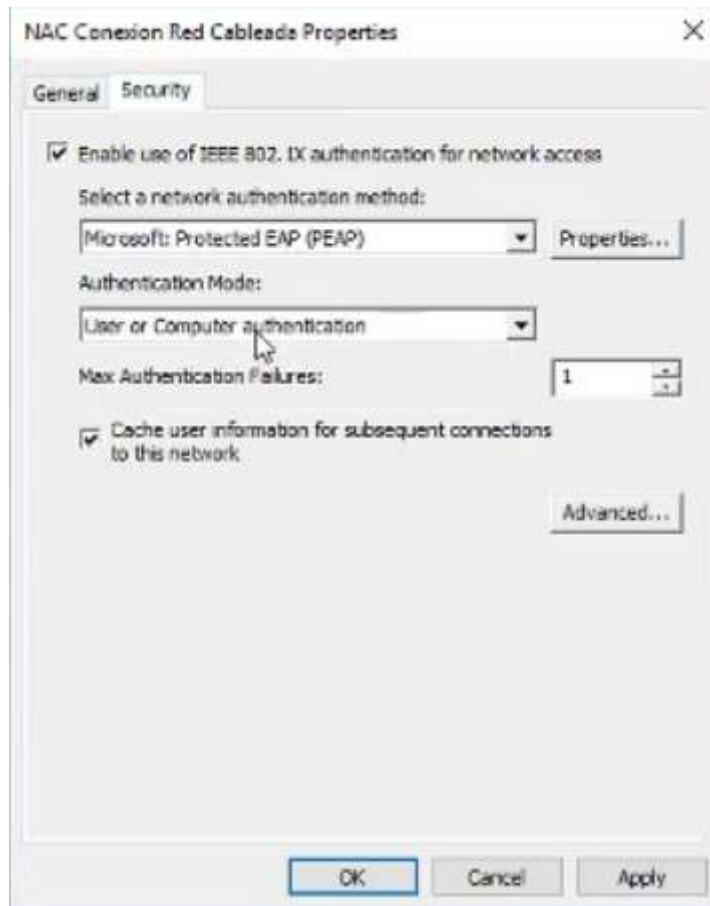 NAC Conexion Red Cableada Properties
General Security
Enable use of IEEE 802.1X authentication for network access
Select a network authentication method:
Microsoft: Protected EAP (PEAP)
Properties...
Authentication Mode:
User or Computer authentication
Max Authentication Failures:
1
Cache user information for subsequent connections
to this network
Advanced...
OK Cancel Apply